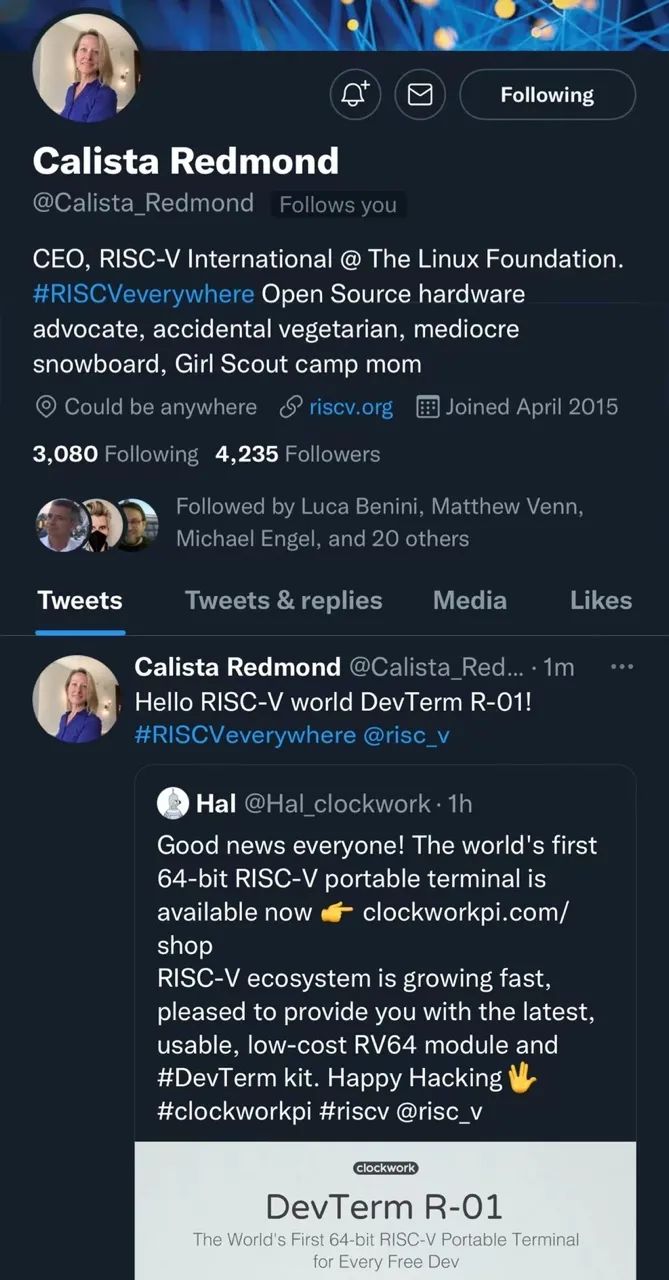 Following
Calista Redmond
@Calista_Redmond Follows you
CEO, RISC-V International @ The Linux Foundation.
#RISCVeverywhere Open Source hardware
advocate, accidental vegetarian, mediocre
snowboard, Girl Scout camp mom
Could be anywhere riscv.org Joined April 2015
3,080 Following 4,235 Followers
Followed by Luca Benini, Matthew Venn,
Michael Engel, and 20 others
Tweets Tweets & replies Media Likes
Calista Redmond @Calista_Red... · 1m
Hello RISC-V world DevTerm R-01!
#RISCVeverywhere @risc_v
Hal @Hal_clockwork · 1h
Good news everyone! The world's first
64-bit RISC-V portable terminal is
available now 👉 clockworkpi.com/
shop
RISC-V ecosystem is growing fast,
pleased to provide you with the latest,
usable, low-cost RV64 module and
#DevTerm kit. Happy Hacking🖖
#clockworkpi #riscv @risc_v
clockwork
DevTerm R-01
The World's First 64-bit RISC-V Portable Terminal
for Every Free Dev